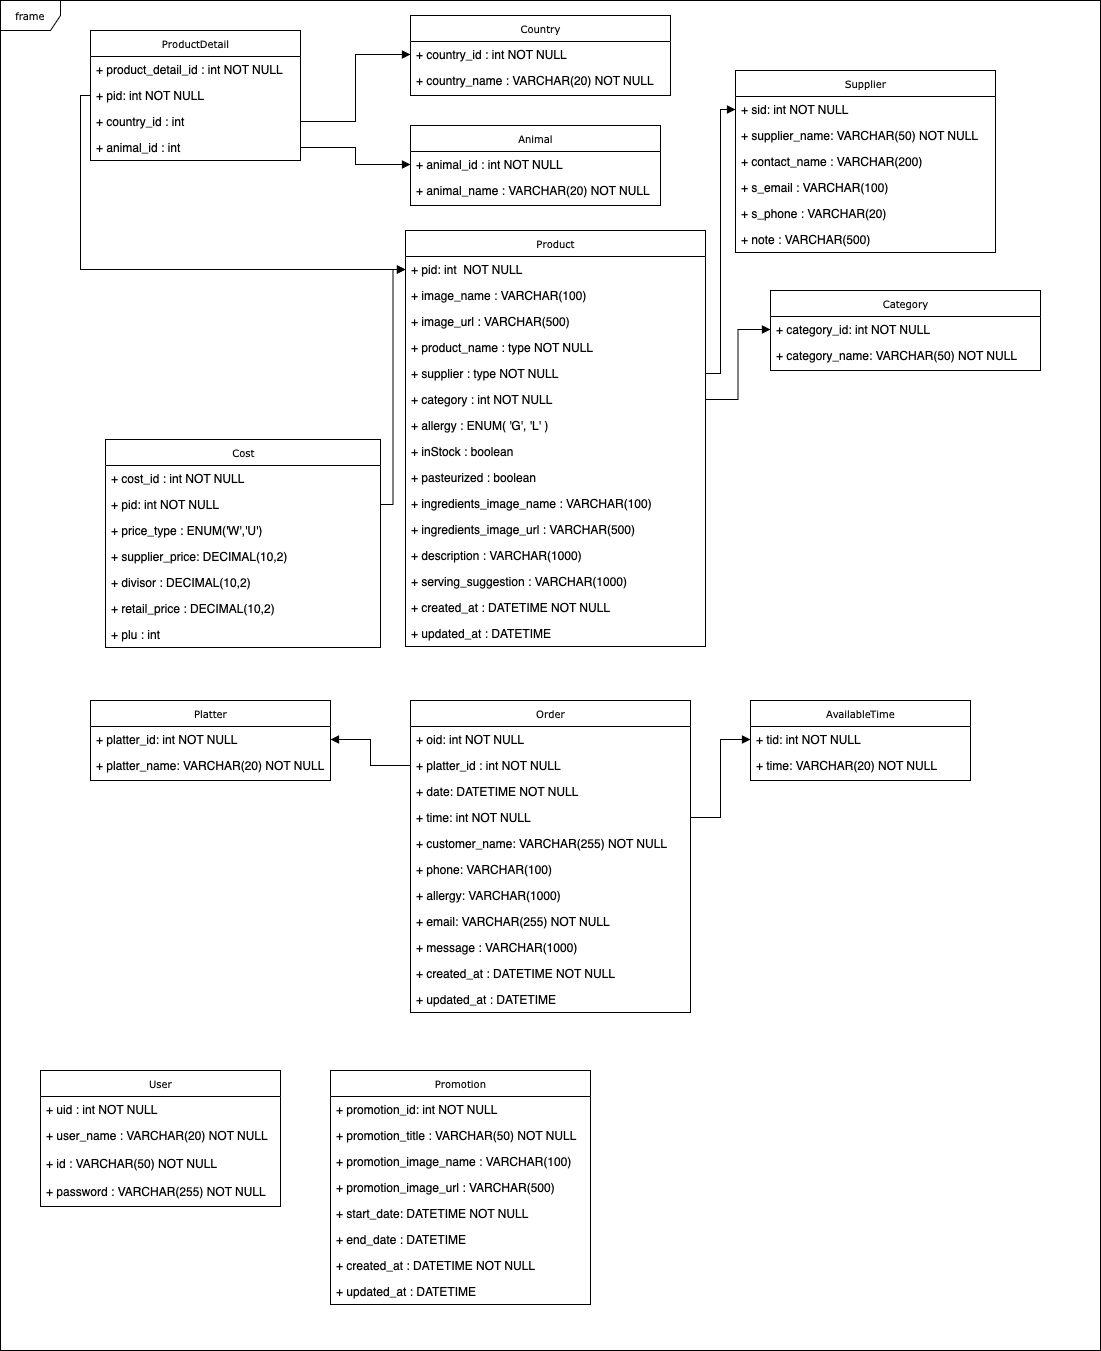 frame
ProductDetail
+ product_detail_id : int NOT NULL
+ pid: int NOT NULL
+ country_id : int
+ animal_id : int
Country
+ country_id : int NOT NULL
+ country_name : VARCHAR(20) NOT NULL
Animal
+ animal_id : int NOT NULL
+ animal_name : VARCHAR(20) NOT NULL
Supplier
+ sid: int NOT NULL
+ supplier_name: VARCHAR(50) NOT NULL
+ contact_name : VARCHAR(200)
+ s_email : VARCHAR(100)
+ s_phone : VARCHAR(20)
+ note : VARCHAR(500)
Product
+ pid: int  NOT NULL
+ image_name : VARCHAR(100)
+ image_url : VARCHAR(500)
+ product_name : type NOT NULL
+ supplier : type NOT NULL
+ category : int NOT NULL
+ allergy : ENUM( 'G', 'L' )
+ inStock : boolean
+ pasteurized : boolean
+ ingredients_image_name : VARCHAR(100)
+ ingredients_image_url : VARCHAR(500)
+ description : VARCHAR(1000)
+ serving_suggestion : VARCHAR(1000)
+ created_at : DATETIME NOT NULL
+ updated_at : DATETIME
Category
+ category_id: int NOT NULL
+ category_name: VARCHAR(50) NOT NULL
Cost
+ cost_id : int NOT NULL
+ pid: int NOT NULL
+ price_type : ENUM('W','U')
+ supplier_price: DECIMAL(10,2)
+ divisor : DECIMAL(10,2)
+ retail_price : DECIMAL(10,2)
+ plu : int
Platter
+ platter_id: int NOT NULL
+ platter_name: VARCHAR(20) NOT NULL
Order
+ oid: int NOT NULL
+ platter_id : int NOT NULL
+ date: DATETIME NOT NULL
+ time: int NOT NULL
+ customer_name: VARCHAR(255) NOT NULL
+ phone: VARCHAR(100)
+ allergy: VARCHAR(1000)
+ email: VARCHAR(255) NOT NULL
+ message : VARCHAR(1000)
+ created_at : DATETIME NOT NULL
+ updated_at : DATETIME
AvailableTime
+ tid: int NOT NULL
+ time: VARCHAR(20) NOT NULL
User
+ uid : int NOT NULL
+ user_name : VARCHAR(20) NOT NULL
+ id : VARCHAR(50) NOT NULL
+ password : VARCHAR(255) NOT NULL
Promotion
+ promotion_id: int NOT NULL
+ promotion_title : VARCHAR(50) NOT NULL
+ promotion_image_name : VARCHAR(100)
+ promotion_image_url : VARCHAR(500)
+ start_date: DATETIME NOT NULL
+ end_date : DATETIME
+ created_at : DATETIME NOT NULL
+ updated_at : DATETIME